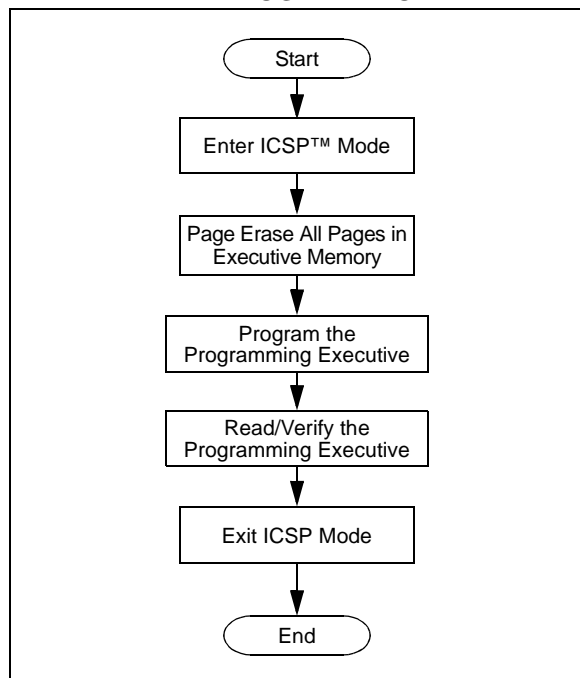 Start
Enter ICSP™ Mode
Page Erase All Pages in
Executive Memory
Program the
Programming Executive
Read/Verify the
Programming Executive
Exit ICSP Mode
End